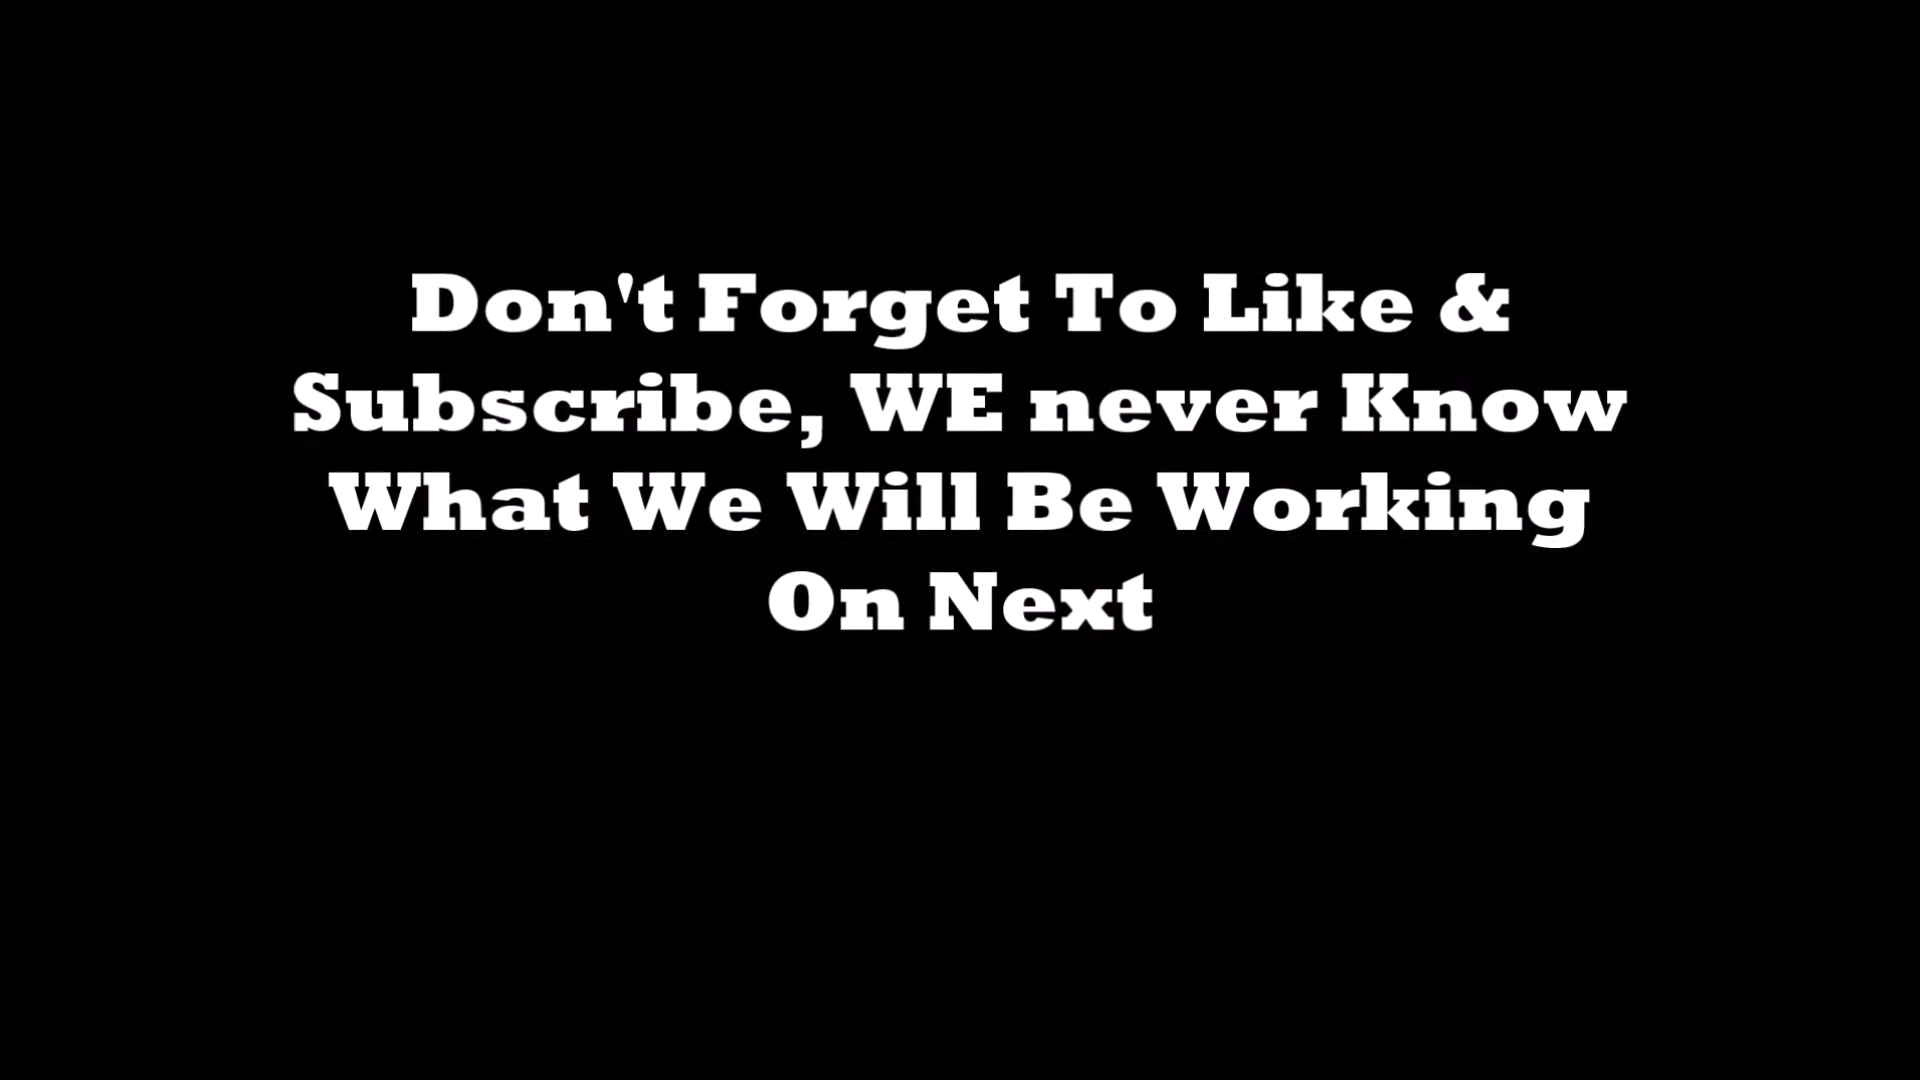 Don't Forget To Like &
Subscribe, WE never Know
What We Will Be Working
On Next